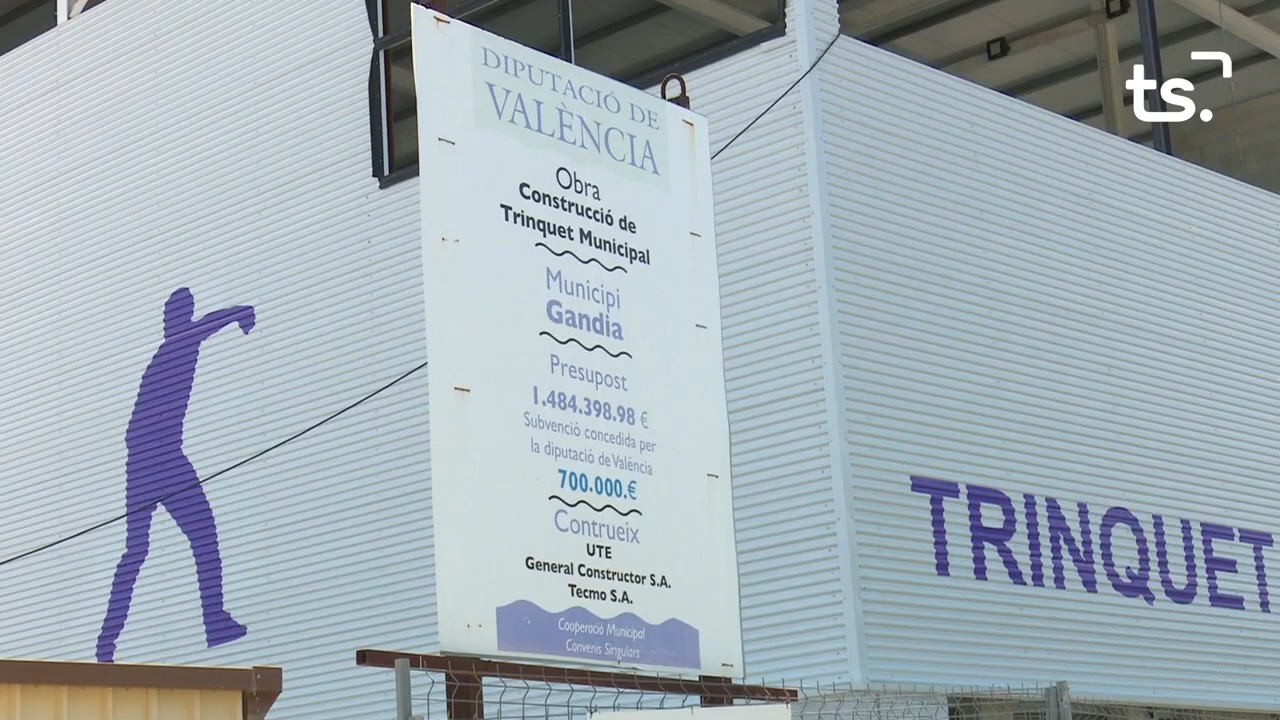 ts.
DIPUTACIÓ DE
VALÈNCIA
Obra
Construcció de
Trinquet Municipal
Municipi
Gandia
Presupost
1.484.398.98 €
Subvenció concedida per
la diputació de Valéncia
700.000.€
Contrueix
UTE
General Constructor S.A.
Tecmo S.A.
Cooperació Municipal
Convenis Singulars
TRINQUET